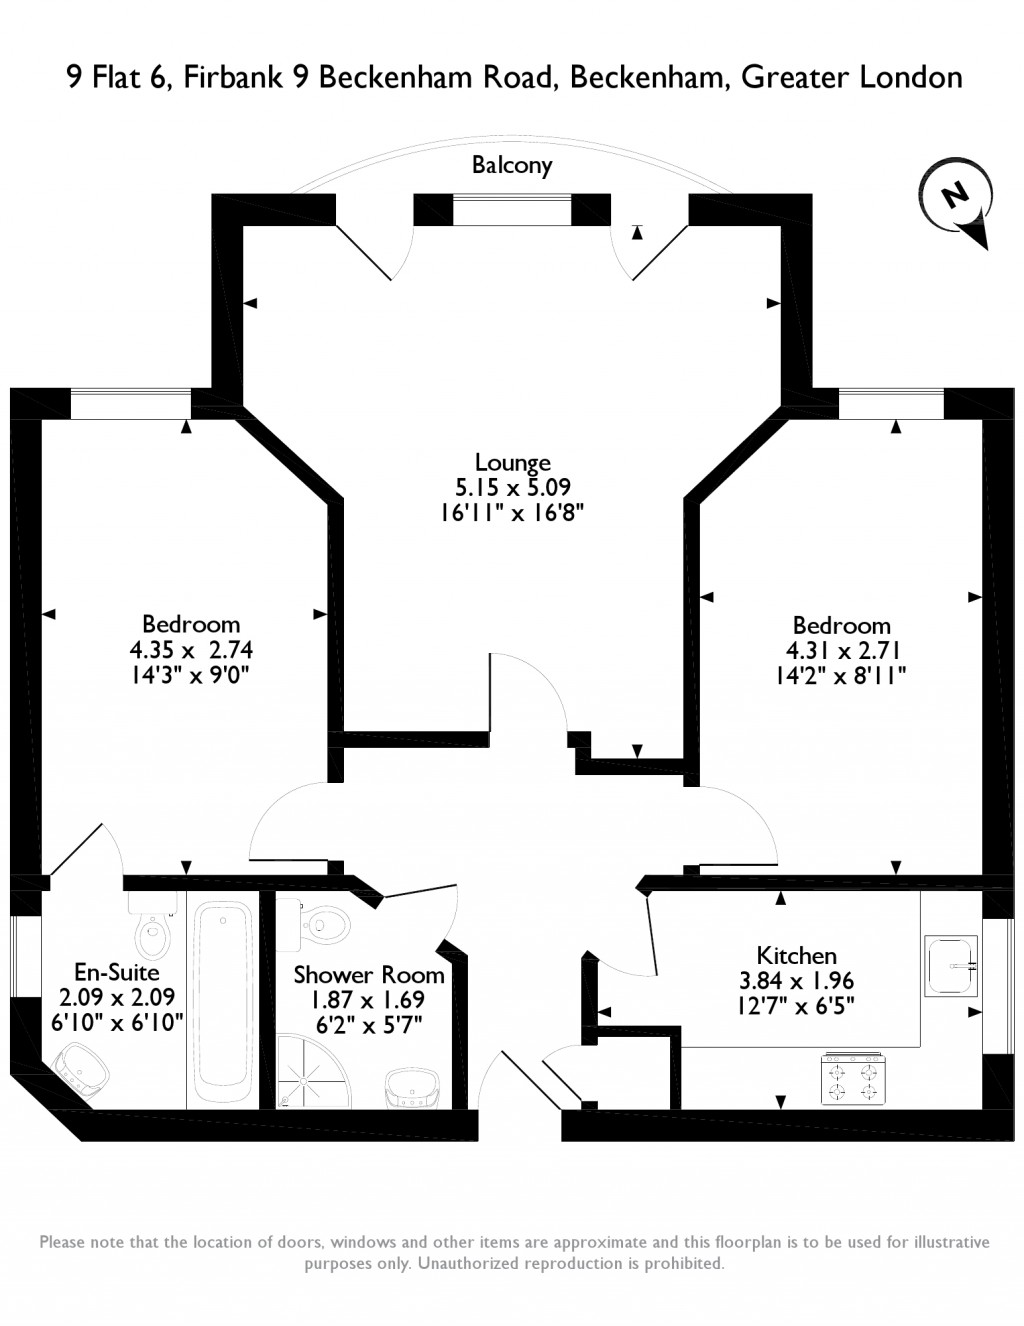 9 Flat 6, Firbank 9 Beckenham Road, Beckenham, Greater London
Balcony
N
Lounge
5.15 x 5.09
16'11" x 16'8"
Bedroom
4.35 x  2.74
14'3" x 9'0"
Bedroom
4.31 x 2.71
14'2" x 8'11"
En-Suite
2.09 x 2.09
6'10" x 6'10"
Shower Room
1.87 x 1.69
6'2" x 5'7"
Kitchen
3.84 x 1.96
12'7" x 6'5"
Please note that the location of doors, windows and other items are approximate and this floorplan is to be used for illustrative
purposes only. Unauthorized reproduction is prohibited.